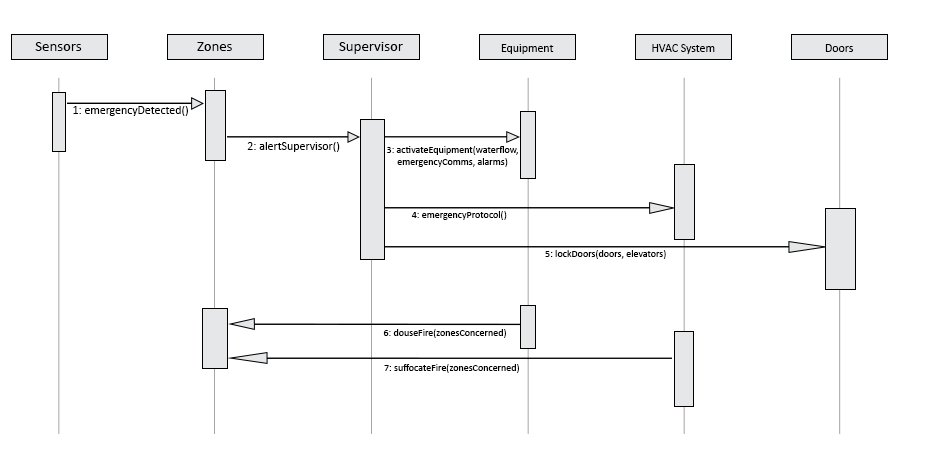 Sensors
Zones
Supervisor
Equipment
HVAC System
Doors
1: emergencyDetected()
2: alertSupervisor()
3: activateEquipment(waterflow,
emergencyComms, alarms)
4: emergencyProtocol()
5: lockDoors(doors, elevators)
6: douseFire(zonesConcerned)
7: suffocateFire(zonesConcerned)